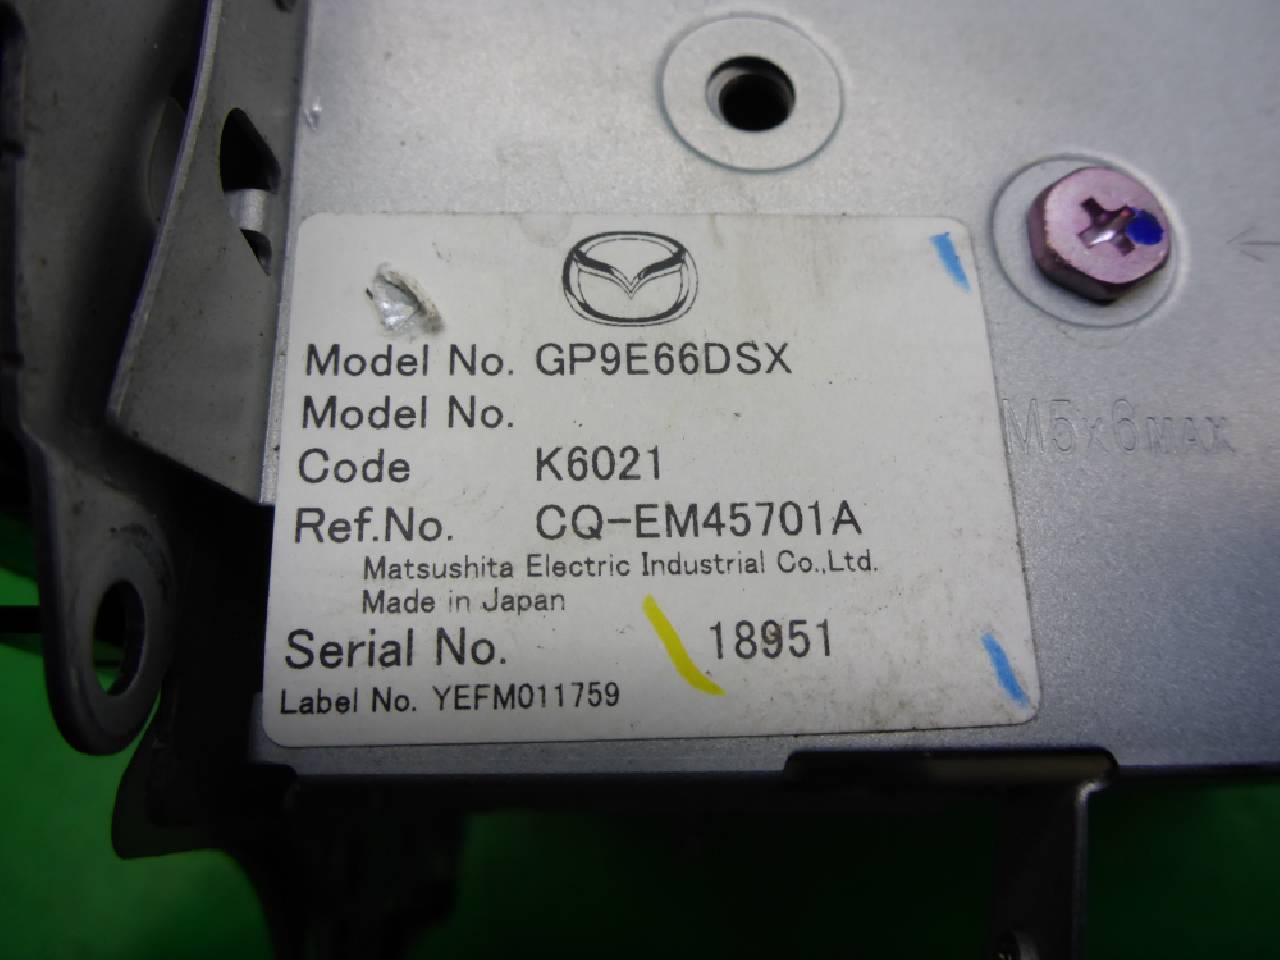 Model No. GP9E66DSX
Model No.
Code K6021
Ref.No. CQ-EM45701A
Matsushita Electric Industrial Co.,Ltd.
Made in Japan
Serial No. 18951
Label No. YEFM011759
M5x6MAX